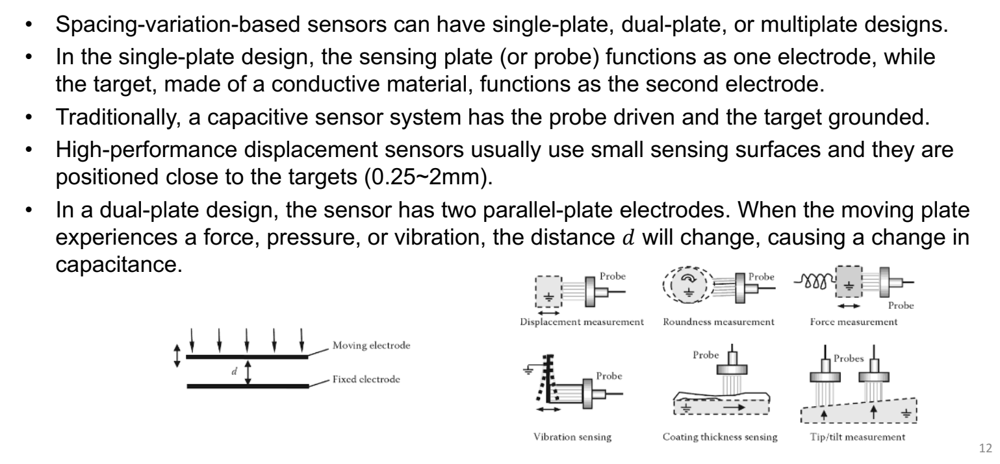 • Spacing-variation-based sensors can have single-plate, dual-plate, or multiplate designs.
• In the single-plate design, the sensing plate (or probe) functions as one electrode, while
the target, made of a conductive material, functions as the second electrode.
• Traditionally, a capacitive sensor system has the probe driven and the target grounded.
• High-performance displacement sensors usually use small sensing surfaces and they are
positioned close to the targets (0.25~2mm).
• In a dual-plate design, the sensor has two parallel-plate electrodes. When the moving plate
experiences a force, pressure, or vibration, the distance 𝑑 will change, causing a change in
capacitance.
Moving electrode
d
Fixed electrode
Probe
Displacement measurement
Probe
Roundness measurement
Probe
Force measurement
Probe
Vibration sensing
Probe
Coating thickness sensing
Probes
Tip/tilt measurement
12